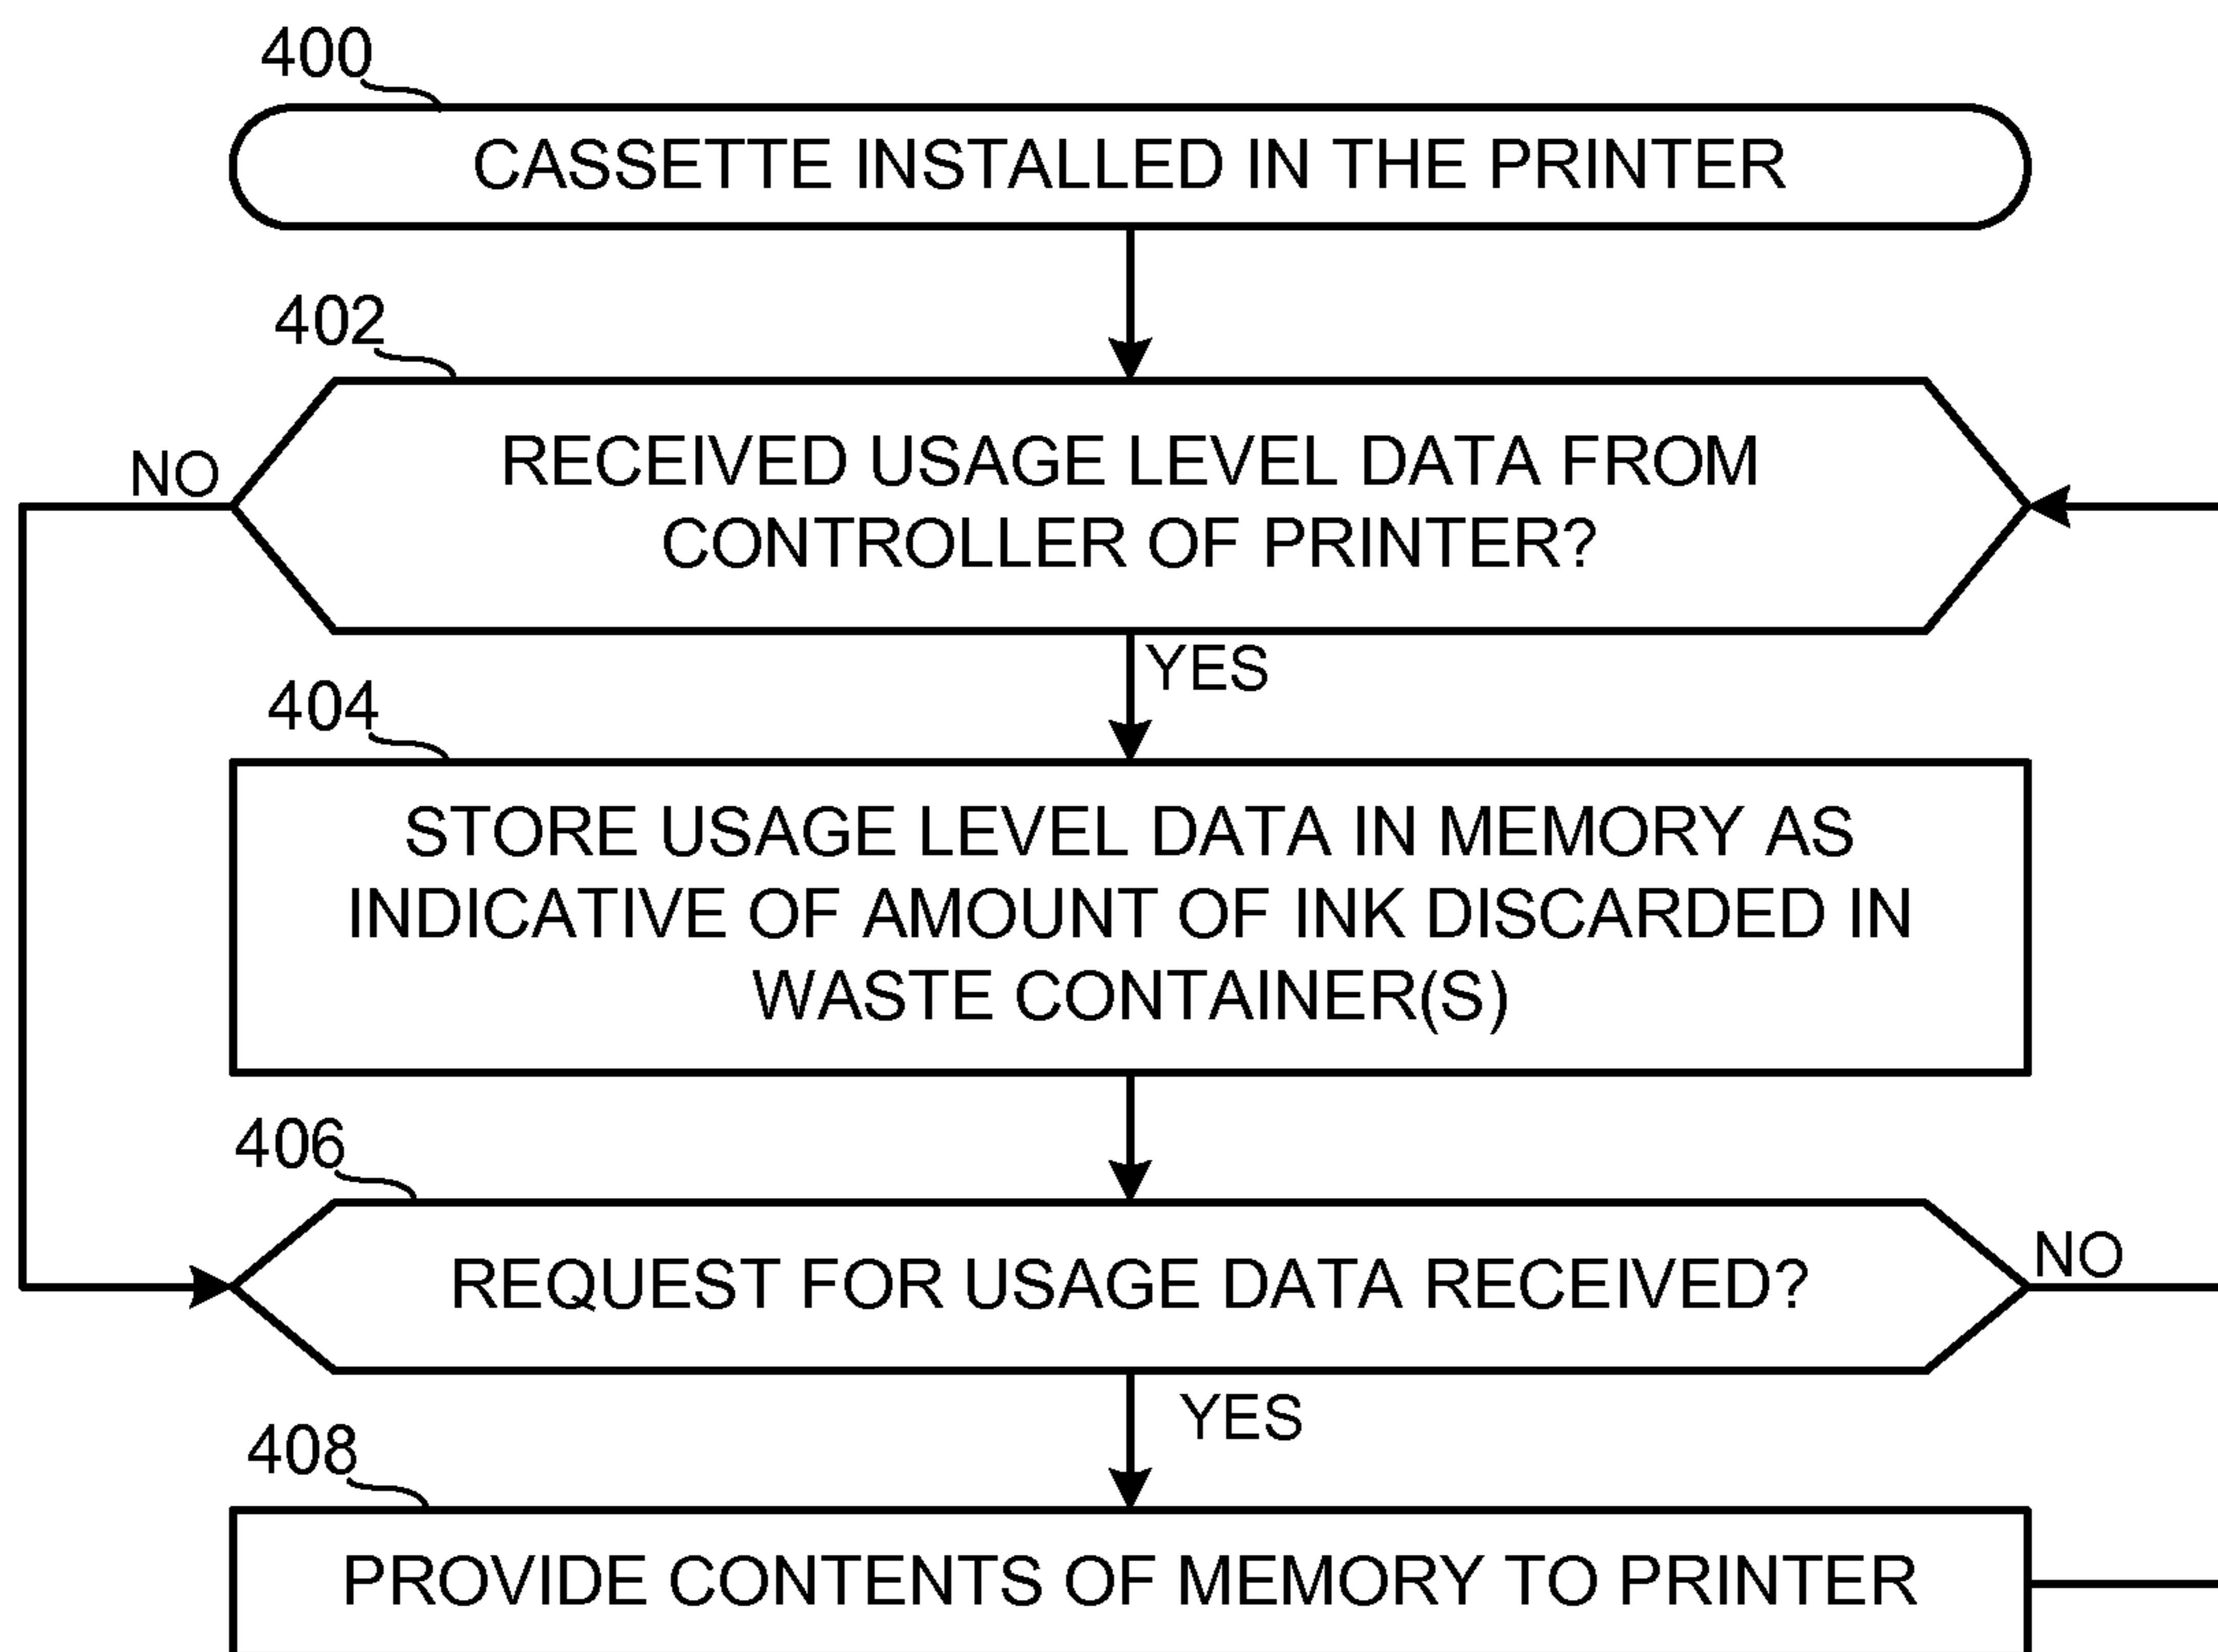 400
CASSETTE INSTALLED IN THE PRINTER
402
RECEIVED USAGE LEVEL DATA FROM
CONTROLLER OF PRINTER?
NO
YES
404
STORE USAGE LEVEL DATA IN MEMORY AS
INDICATIVE OF AMOUNT OF INK DISCARDED IN
WASTE CONTAINER(S)
406
REQUEST FOR USAGE DATA RECEIVED?
NO
YES
408
PROVIDE CONTENTS OF MEMORY TO PRINTER